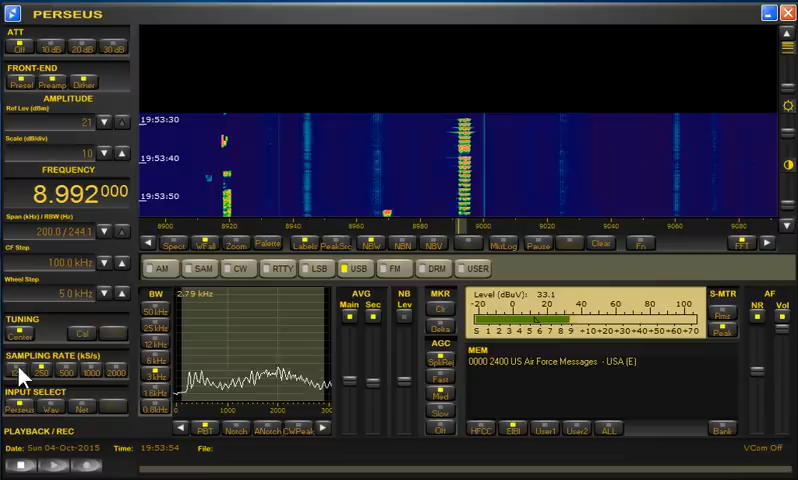 PERSEUS
ATT
Off 10 dB 20 dB 30 dB
FRONT-END
Presel Preamp Dither
AMPLITUDE
Ref Lev (dBm)
21
Scale (dB/div)
10
FREQUENCY
8.992000
Span (kHz) / RBW (Hz)
200.0 / 244.1
CF Step
100.0 kHz
Wheel Step
5.0 kHz
TUNING
Center Cal
SAMPLING RATE (kS/s)
250 500 1000 2000
INPUT SELECT
Perseus Wav Net
PLAYBACK / REC
19:53:30
19:53:40
19:53:50
8900 8920 8940 8960 9000 9020 9040 9060 9080
Spect WFall Zoom Palette Labels PeakSrc NBW NBN NBV MkrLog Pause Clear Fn FFT
AM SAM CW RTTY LSB USB FM DRM USER
BW
50 kHz
25 kHz
12 kHz
6 kHz
3 kHz
1.6kHz
0.8kHz
2.79 kHz
0 1000 2000 3000
PBT Notch ANotch CWPeak
AVG
Main Sec
NB
Lev
MKR
Clr
Delta
AGC
SplRej
Fast
Med
Slow
Off
Level (dBuV) 33.1
-20 0 20 40 60 80 100
S 1 2 3 4 5 6 7 8 9 +10+20+30+40+50+60+70
S-MTR
Rms
Peak
AF
NR Vol
MEM
0000 2400 US Air Force Messages - USA (E)
HFCC EIBI User1 User2 ALL Bank
Date: Sun 04-Oct-2015 Time: 19:53:54 File: VCom Off